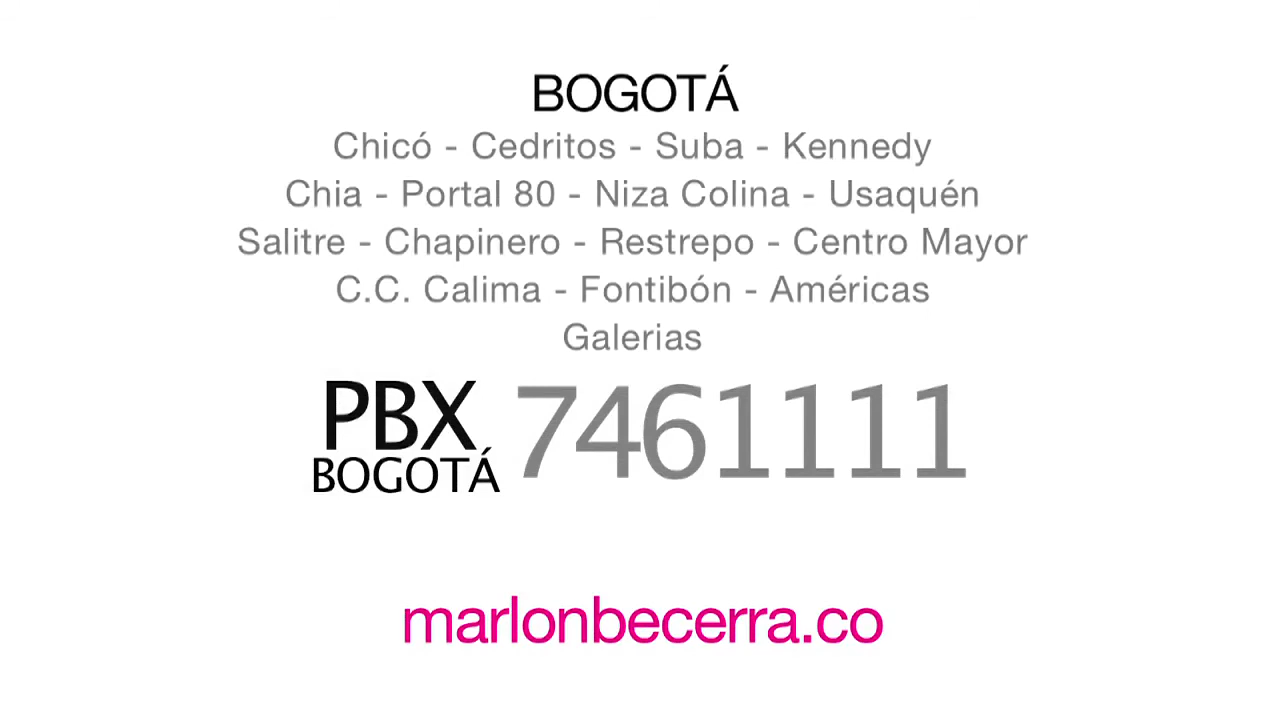 BOGOTÁ
Chicó - Cedritos - Suba - Kennedy
Chia - Portal 80 - Niza Colina - Usaquén
Salitre - Chapinero - Restrepo - Centro Mayor
C.C. Calima - Fontibón - Américas
Galerias
PBX 7461111
BOGOTÁ
marlonbecerra.co